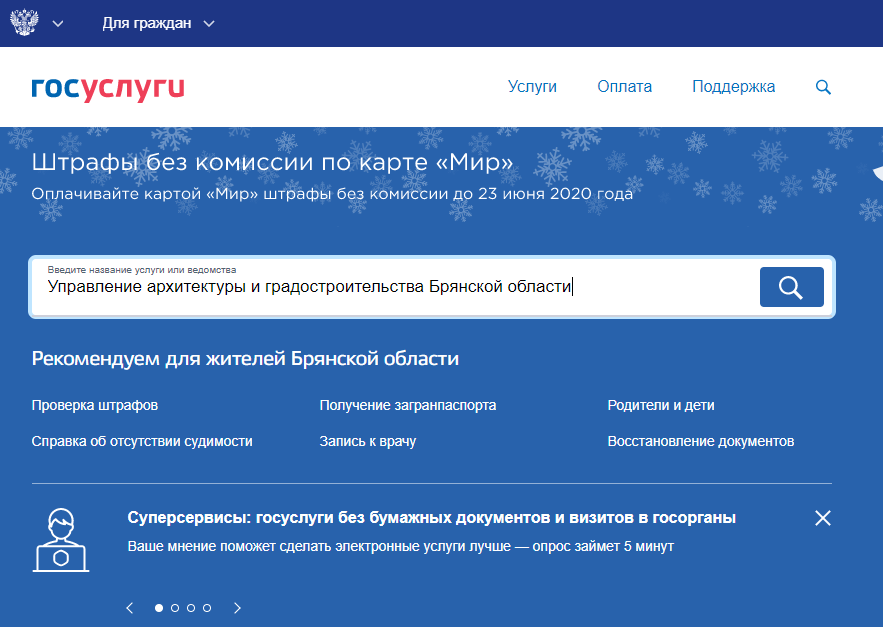 Для граждан
госуслуги
Услуги Оплата Поддержка
Штрафы без комиссии по карте «Мир»
Оплачивайте картой «Мир» штрафы без комиссии до 23 июня 2020 года
Введите название услуги или ведомства
Управление архитектуры и градостроительства Брянской области
Рекомендуем для жителей Брянской области
Проверка штрафов Получение загранпаспорта Родители и дети
Справка об отсутствии судимости Запись к врачу Восстановление документов
Суперсервисы: госуслуги без бумажных документов и визитов в госорганы
Ваше мнение поможет сделать электронные услуги лучше — опрос займет 5 минут